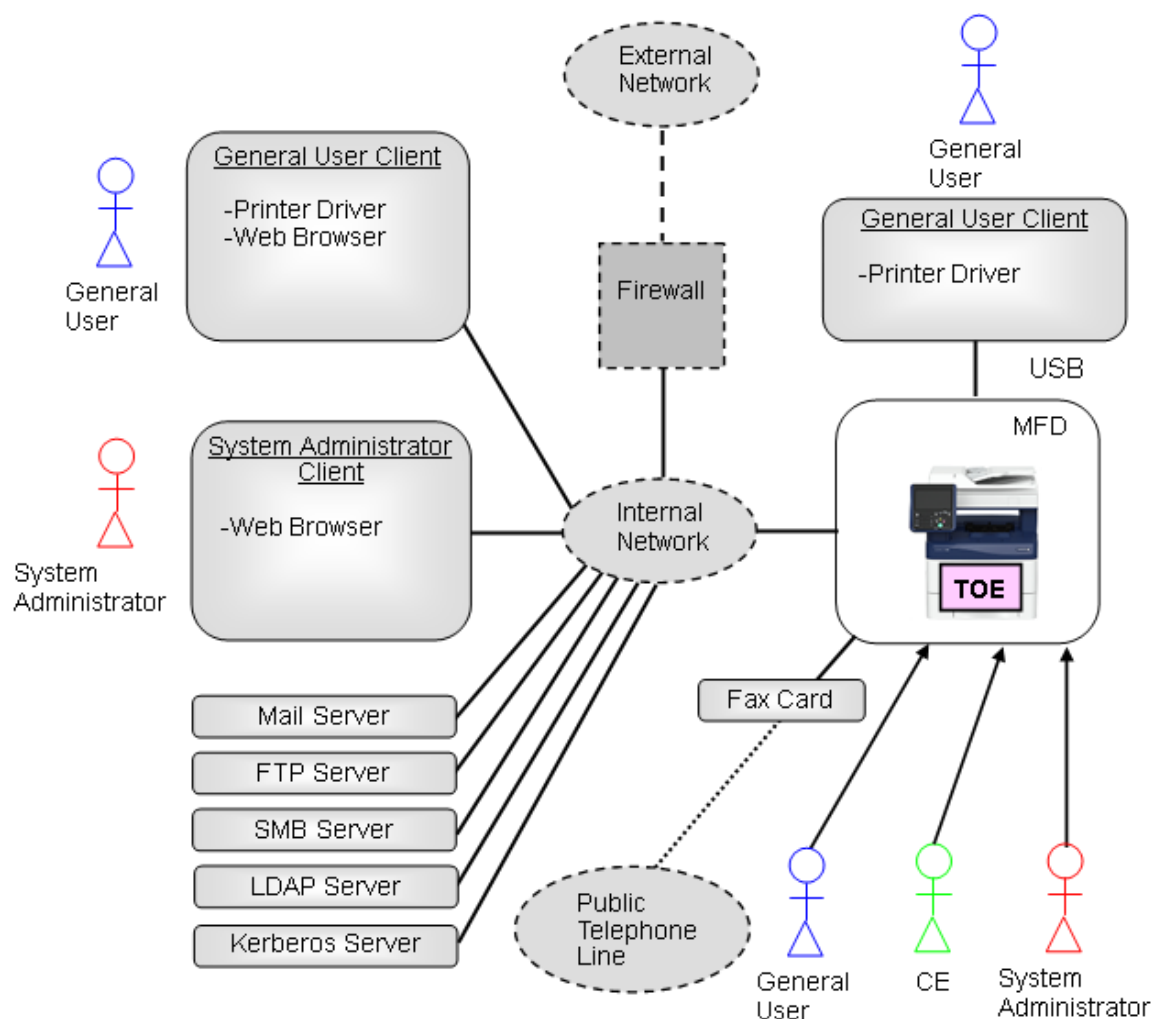 External
Network
General
User
General User Client
-Printer Driver
-Web Browser
General
User
General User Client
-Printer Driver
Firewall
USB
MFD
System Administrator
Client
-Web Browser
System
Administrator
Internal
Network
TOE
Fax Card
Mail Server
FTP Server
SMB Server
LDAP Server
Kerberos Server
Public
Telephone
Line
General
User
CE
System
Administrator